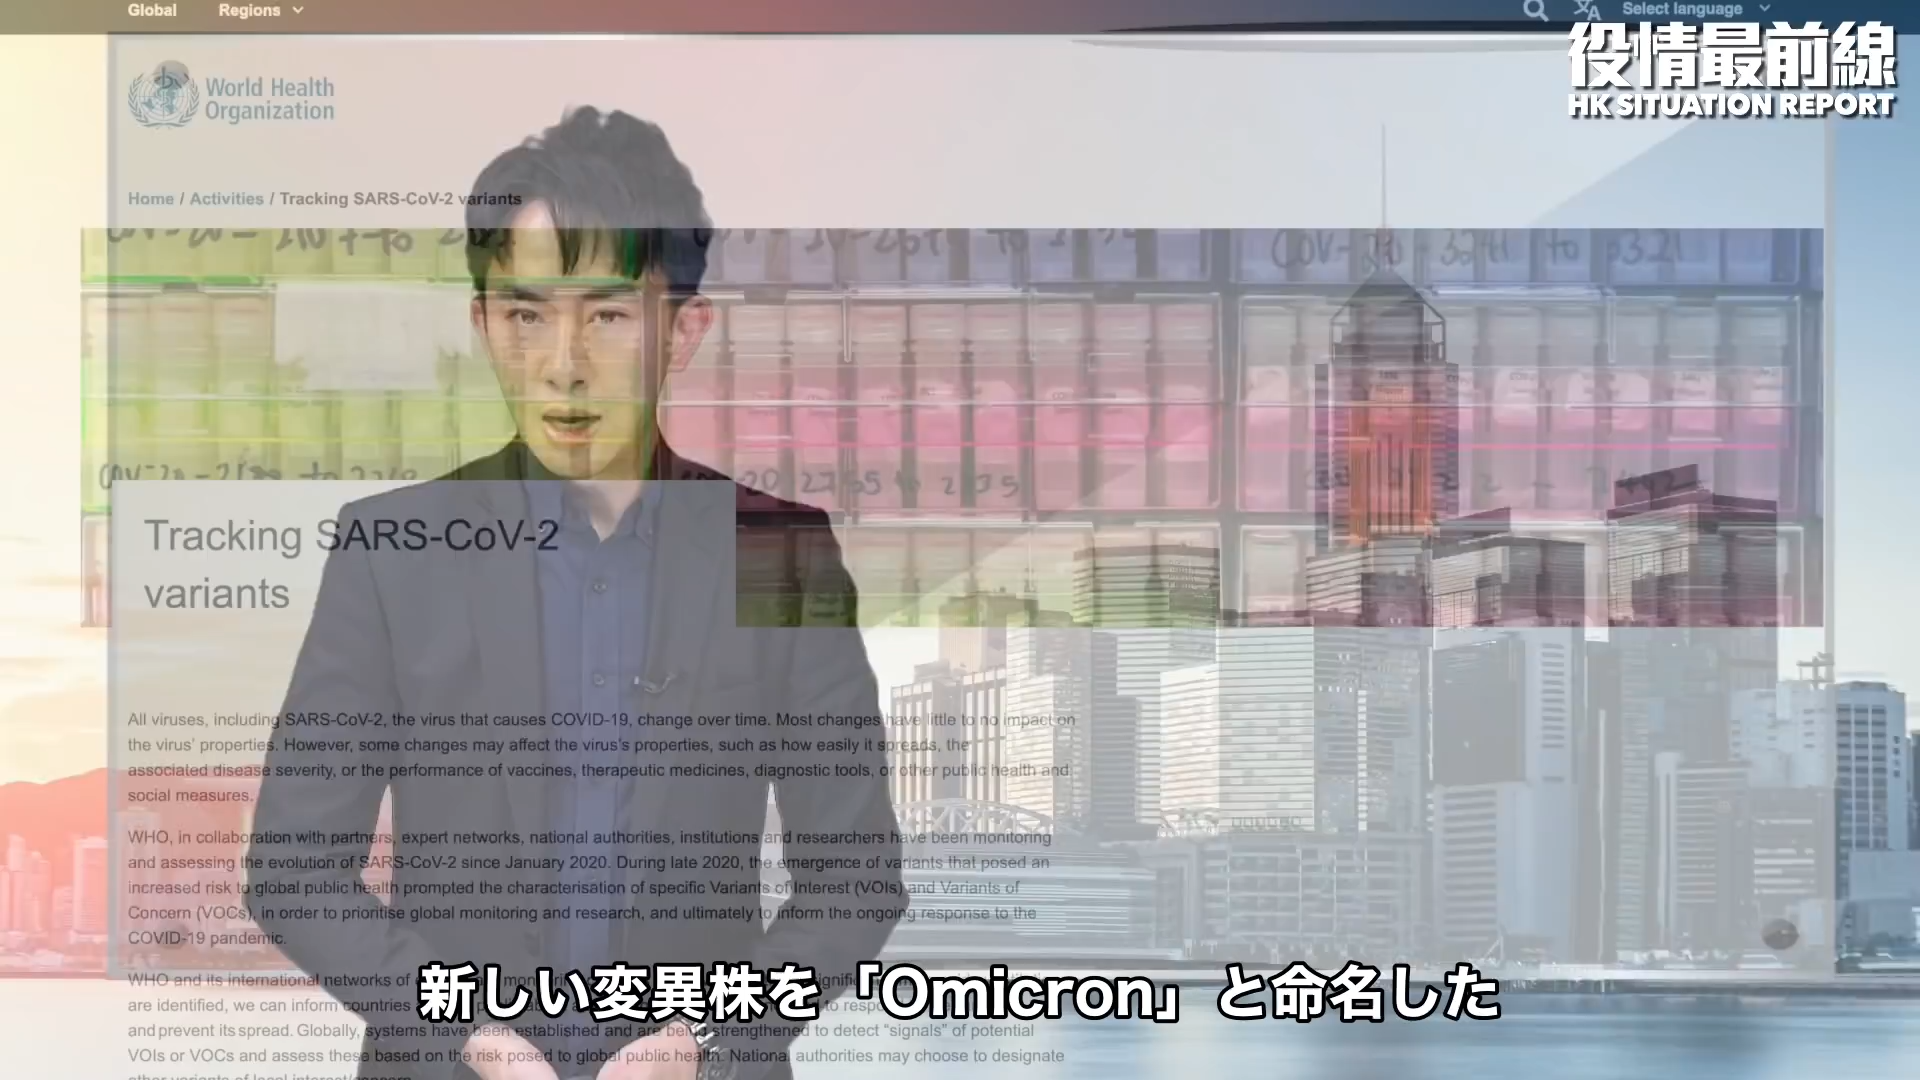 Global
Regions
Select language
役情最前線
HK SITUATION REPORT
World Health
Organization
Home / Activities / Tracking SARS-CoV-2 variants
Tracking SARS-CoV-2
variants
All viruses, including SARS-CoV-2, the virus that causes COVID-19, change over time. Most changes have little to no impact on
the virus' properties. However, some changes may affect the virus's properties, such as how easily it spreads, the
associated disease severity, or the performance of vaccines, therapeutic medicines, diagnostic tools, or other public health and
social measures.
WHO, in collaboration with partners, expert networks, national authorities, institutions and researchers have been monitoring
and assessing the evolution of SARS-CoV-2 since January 2020. During late 2020, the emergence of variants that posed an
increased risk to global public health prompted the characterisation of specific Variants of Interest (VOIs) and Variants of
Concern (VOCs), in order to prioritise global monitoring and research, and ultimately to inform the ongoing response to the
COVID-19 pandemic.
WHO and its international networks of
are identified, we can inform countries
and prevent its spread. Globally, systems have been established and are being strengthened to detect “signals” of potential
VOIs or VOCs and assess these based on the risk posed to global public health. National authorities may choose to designate
新しい変異株を「Omicron」と命名した